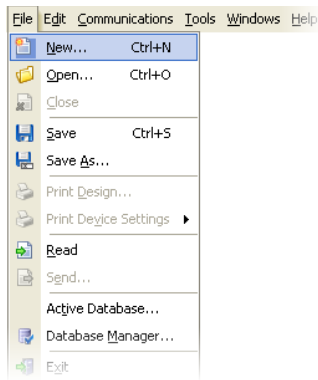 File Edit Communications Tools Windows Help
New... Ctrl+N
Open... Ctrl+O
Close
Save Ctrl+S
Save As...
Print Design...
Print Device Settings
Read
Send...
Active Database...
Database Manager...
Exit